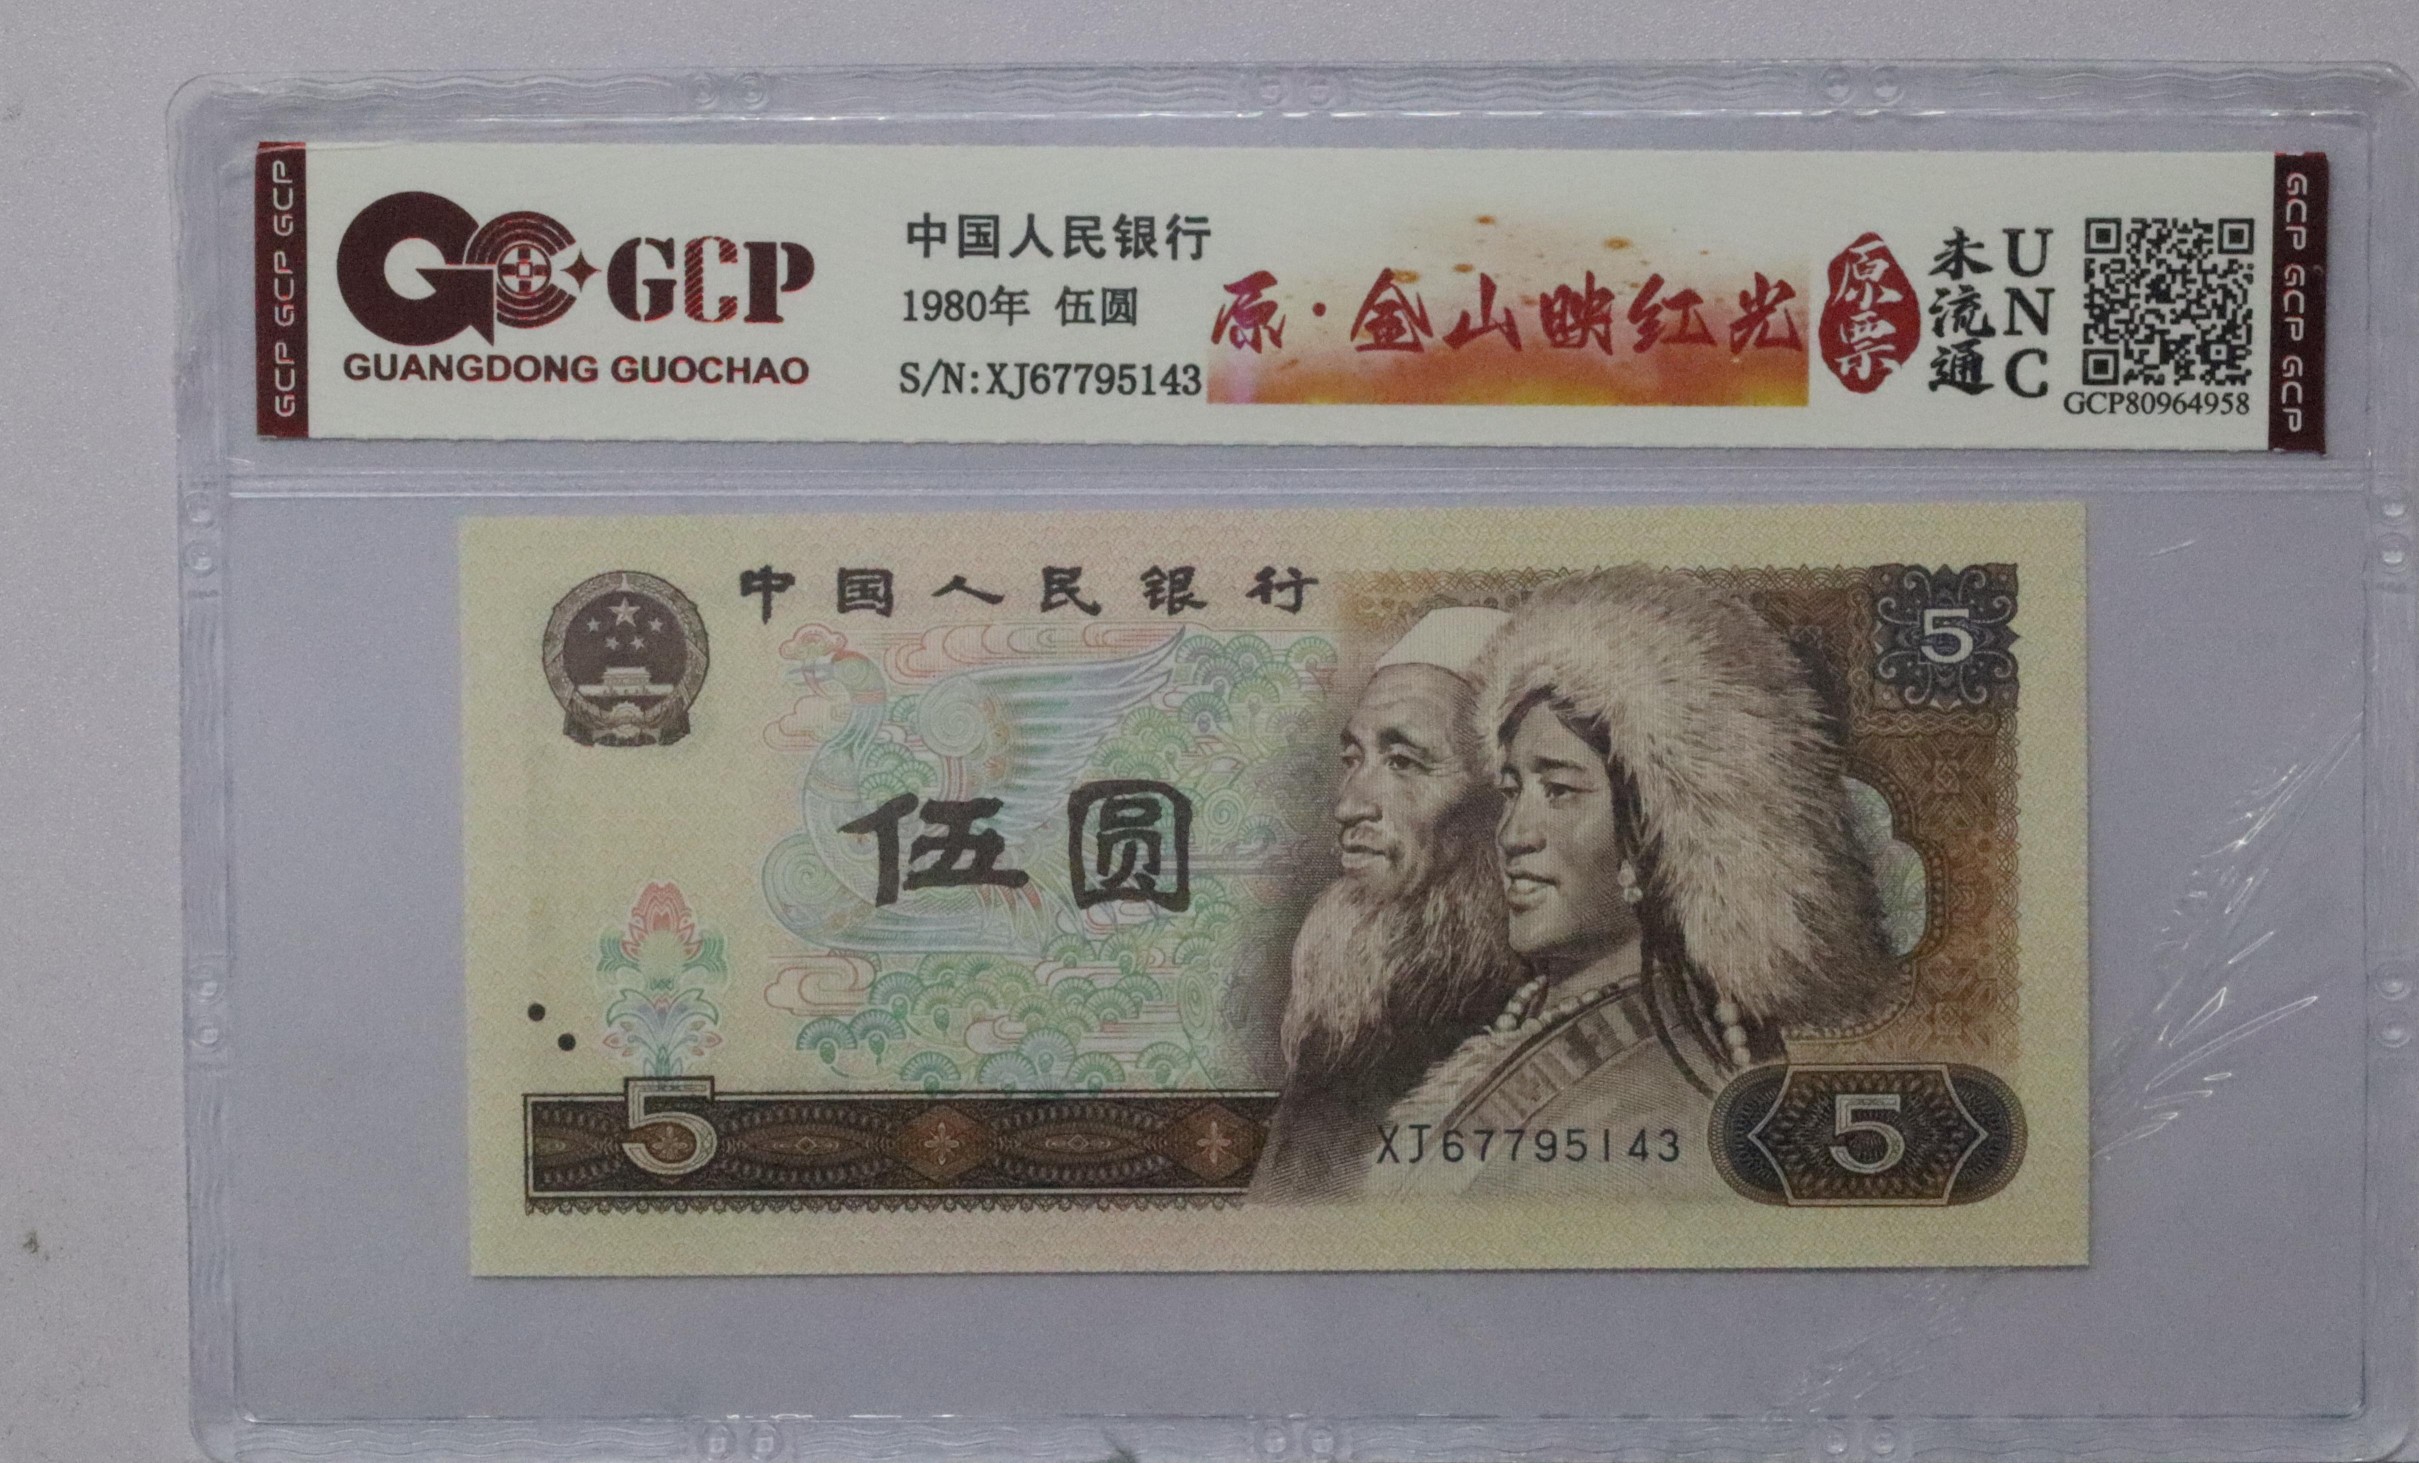 GCP GCP GCP
GCP
GUANGDONG GUOCHAO
中国人民银行
1980年 伍圆
S/N:XJ67795143
原·金山映红光
原票
未流通
UNC
GCP80964958
GCP GCP GCP
中国人民银行
5
伍圆
5
XJ67795143
5